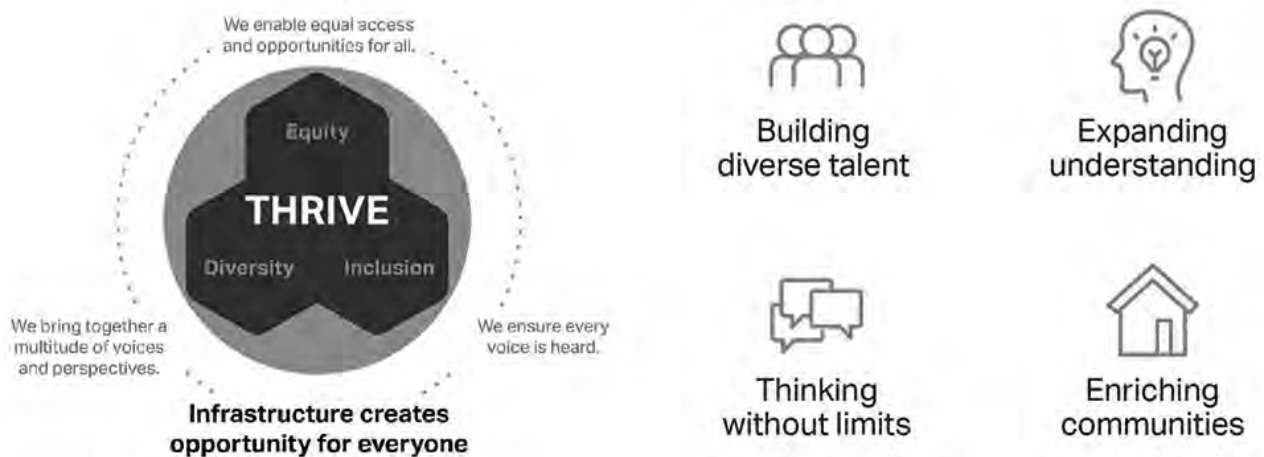 We enable equal access
and opportunities for all.
Equity
THRIVE
Diversity
Inclusion
We bring together a
multitude of voices
and perspectives.
We ensure every
voice is heard.
Infrastructure creates
opportunity for everyone
Building
diverse talent
Expanding
understanding
Thinking
without limits
Enriching
communities